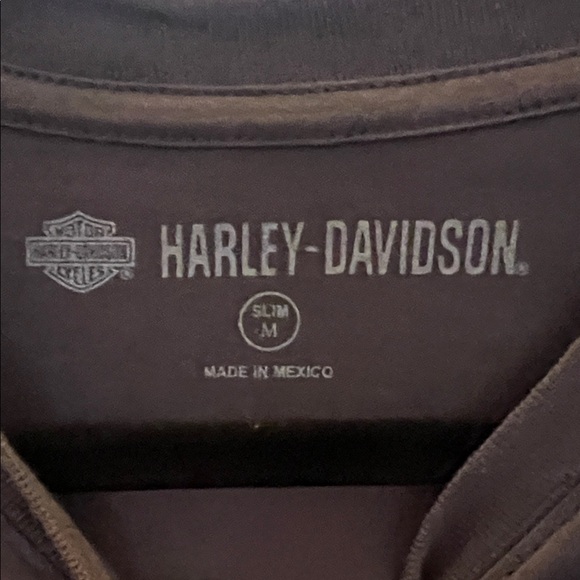 MOTOR
HARLEY-DAVIDSON
CYCLES
HARLEY-DAVIDSON®
SLIM
M
MADE IN MEXICO